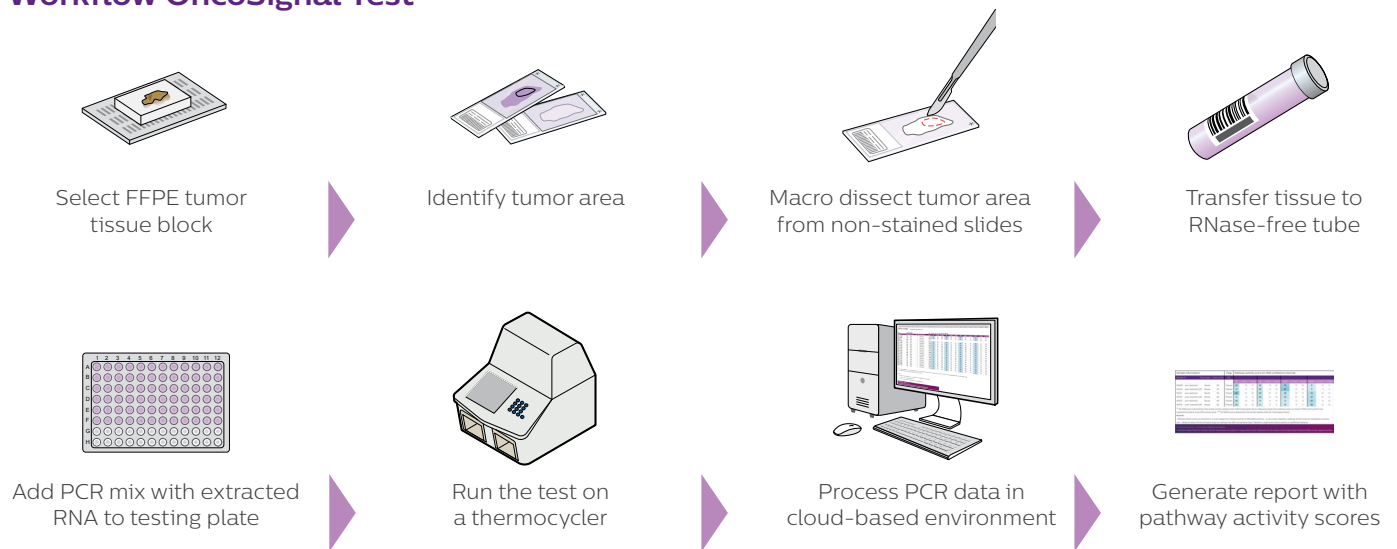 Workflow OncoSignal Test
Select FFPE tumor
tissue block
Identify tumor area
Macro dissect tumor area
from non-stained slides
Transfer tissue to
RNase-free tube
1 2 3 4 5 6 7 8 9 10 11 12
A
B
C
D
E
F
G
H
Add PCR mix with extracted
RNA to testing plate
Run the test on
a thermocycler
Process PCR data in
cloud-based environment
Generate report with
pathway activity scores